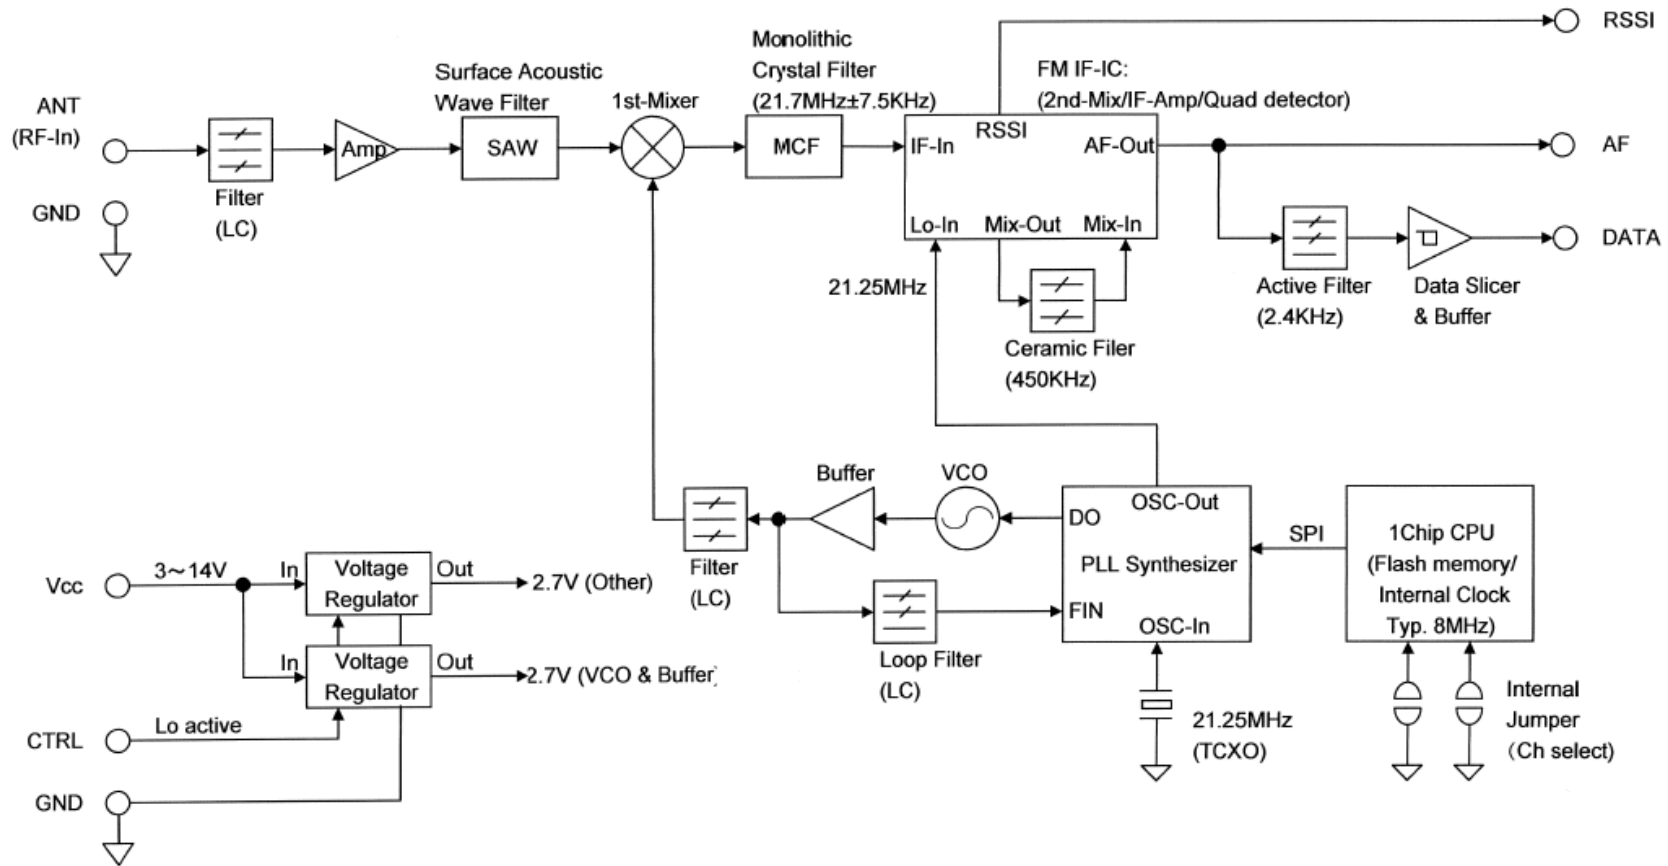 RSSI
Monolithic
Crystal Filter
(21.7MHz±7.5KHz)
FM IF-IC:
(2nd-Mix/IF-Amp/Quad detector)
Surface Acoustic
Wave Filter
1st-Mixer
ANT
(RF-In)
Amp
SAW
MCF
RSSI
IF-In
AF-Out
AF
Filter
(LC)
GND
Lo-In
Mix-Out
Mix-In
DATA
21.25MHz
Active Filter
(2.4KHz)
Data Slicer
& Buffer
Ceramic Filer
(450KHz)
Buffer
VCO
OSC-Out
DO
PLL Synthesizer
FIN
OSC-In
SPI
1Chip CPU
(Flash memory/
Internal Clock
Typ. 8MHz)
Filter
(LC)
Loop Filter
(LC)
21.25MHz
(TCXO)
Internal
Jumper
(Ch select)
Vcc
3～14V
In
Voltage
Regulator
Out
2.7V (Other)
In
Voltage
Regulator
Out
2.7V (VCO & Buffer)
CTRL
Lo active
GND